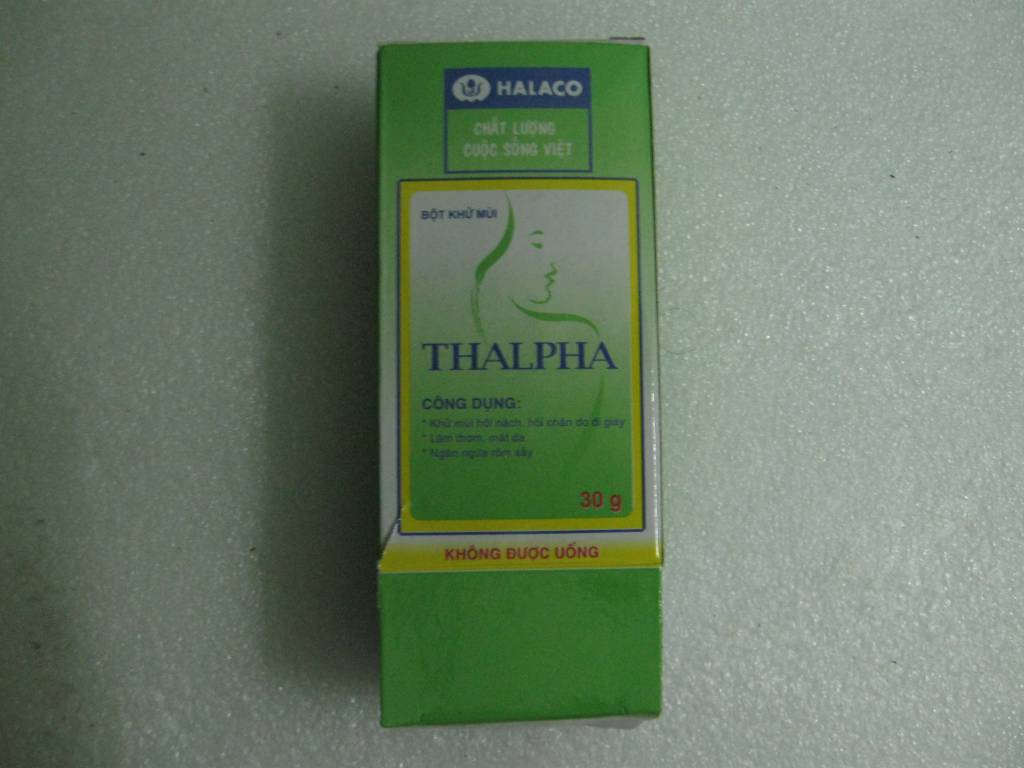 HALACO
CHẤT LƯỢNG
CUỘC SỐNG VIỆT
BỘT KHỬ MÙI
THALPHA
CÔNG DỤNG:
* Khử mùi hôi nách, hôi chân do đi giày
* Làm thơm, mát da
* Ngăn ngừa rôm sảy
30 g
KHÔNG ĐƯỢC UỐNG